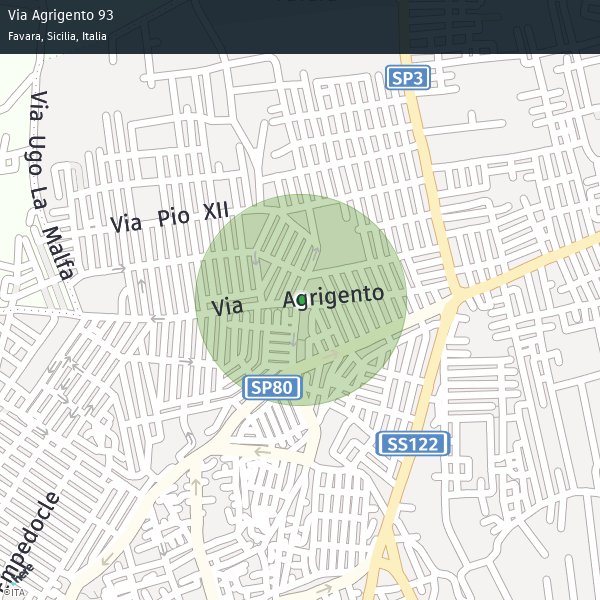 Via Agrigento 93
Favara, Sicilia, Italia
SP3
Via Ugo La Malfa
Via Pio XII
Via Agrigento
SP80
SS122
here
©ITA